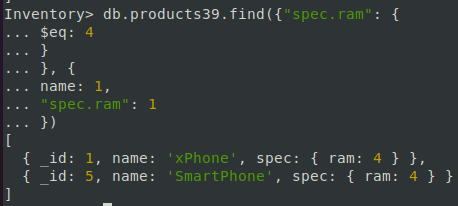 ]
Inventory> db.products39.find({"spec.ram": {
... $eq: 4
... }
... }, {
... name: 1,
... "spec.ram": 1
... })
[
  { _id: 1, name: 'xPhone', spec: { ram: 4 } },
  { _id: 5, name: 'SmartPhone', spec: { ram: 4 } }
]